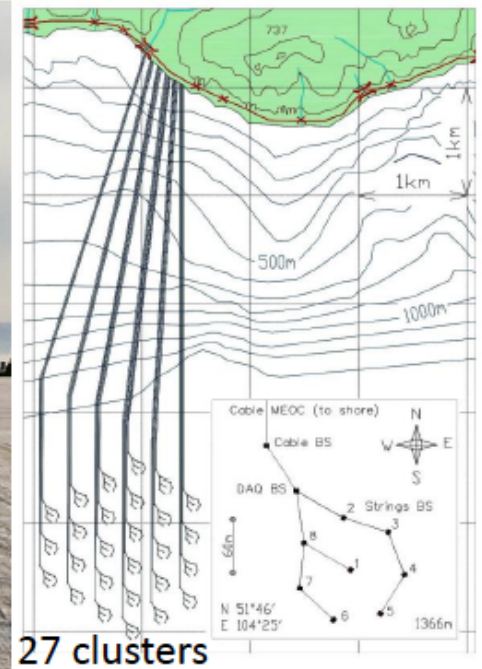 737
1km
1km
500m
1000m
Cable MEOC (to shore)
Cable BS
N
W E
S
DAQ BS
Strings BS
2
3
8
66m
1
4
7
6
5
N 51°46'
E 104°25'
1366m
27 clusters